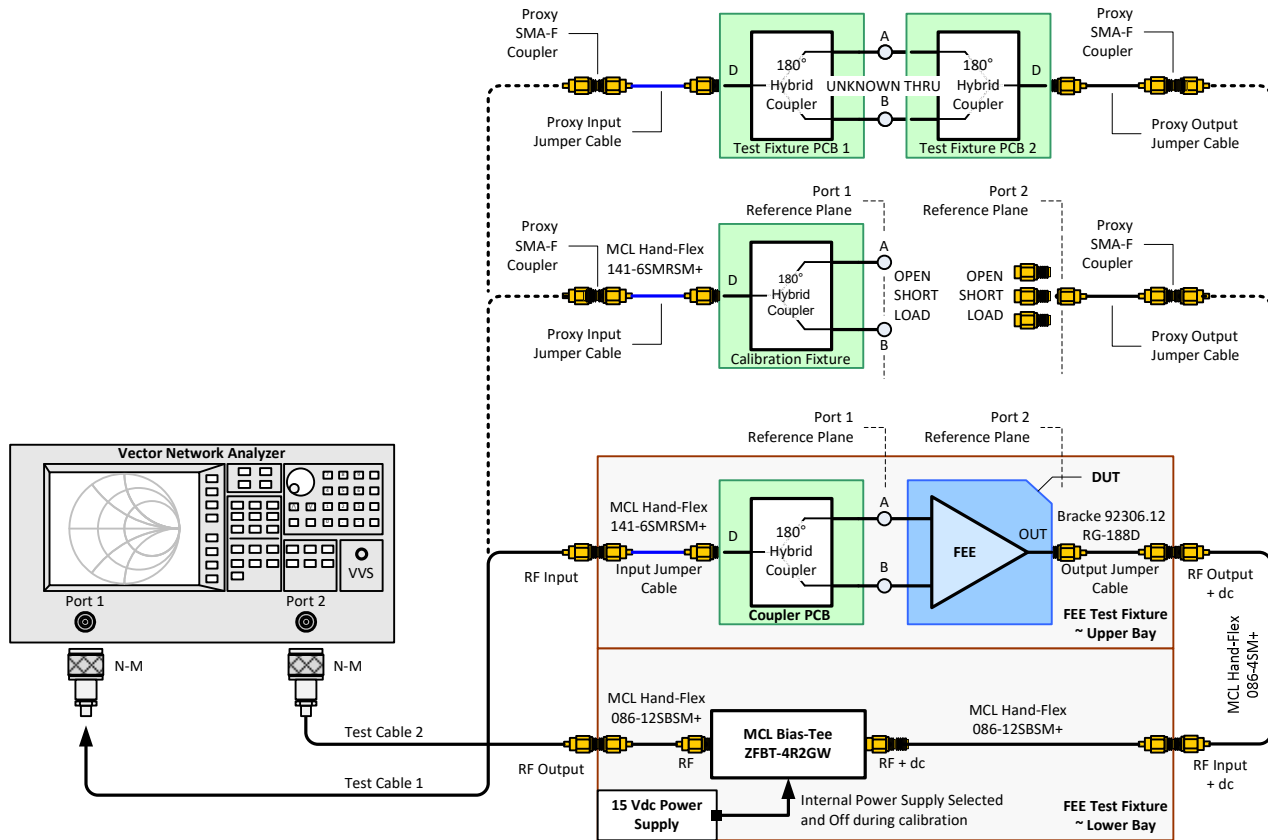 Proxy
SMA-F
Coupler
Proxy Input
Jumper Cable
D
180°
Hybrid
Coupler
Test Fixture PCB 1
A
UNKNOWN THRU
B
180°
Hybrid
Coupler
D
Test Fixture PCB 2
Proxy
SMA-F
Coupler
Proxy Output
Jumper Cable
Proxy
SMA-F
Coupler
MCL Hand-Flex
141-6SMRSM+
Proxy Input
Jumper Cable
D
180°
Hybrid
Coupler
Calibration Fixture
Port 1
Reference Plane
A
OPEN
SHORT
LOAD
B
Port 2
Reference Plane
OPEN
SHORT
LOAD
Proxy
SMA-F
Coupler
Proxy Output
Jumper Cable
Vector Network Analyzer
VVS
Port 1
Port 2
N-M
N-M
Test Cable 2
Test Cable 1
RF Input
MCL Hand-Flex
141-6SMRSM+
Input Jumper
Cable
D
180°
Hybrid
Coupler
Coupler PCB
Port 1
Reference Plane
A
B
Port 2
Reference Plane
DUT
FEE
OUT
Bracke 92306.12
RG-188D
Output Jumper
Cable
FEE Test Fixture
~ Upper Bay
RF Output
+ dc
MCL Hand-Flex
086-4SM+
RF Output
MCL Hand-Flex
086-12SBSM+
RF
MCL Bias-Tee
ZFBT-4R2GW
RF + dc
MCL Hand-Flex
086-12SBSM+
RF Input
+ dc
15 Vdc Power
Supply
Internal Power Supply Selected
and Off during calibration
FEE Test Fixture
~ Lower Bay